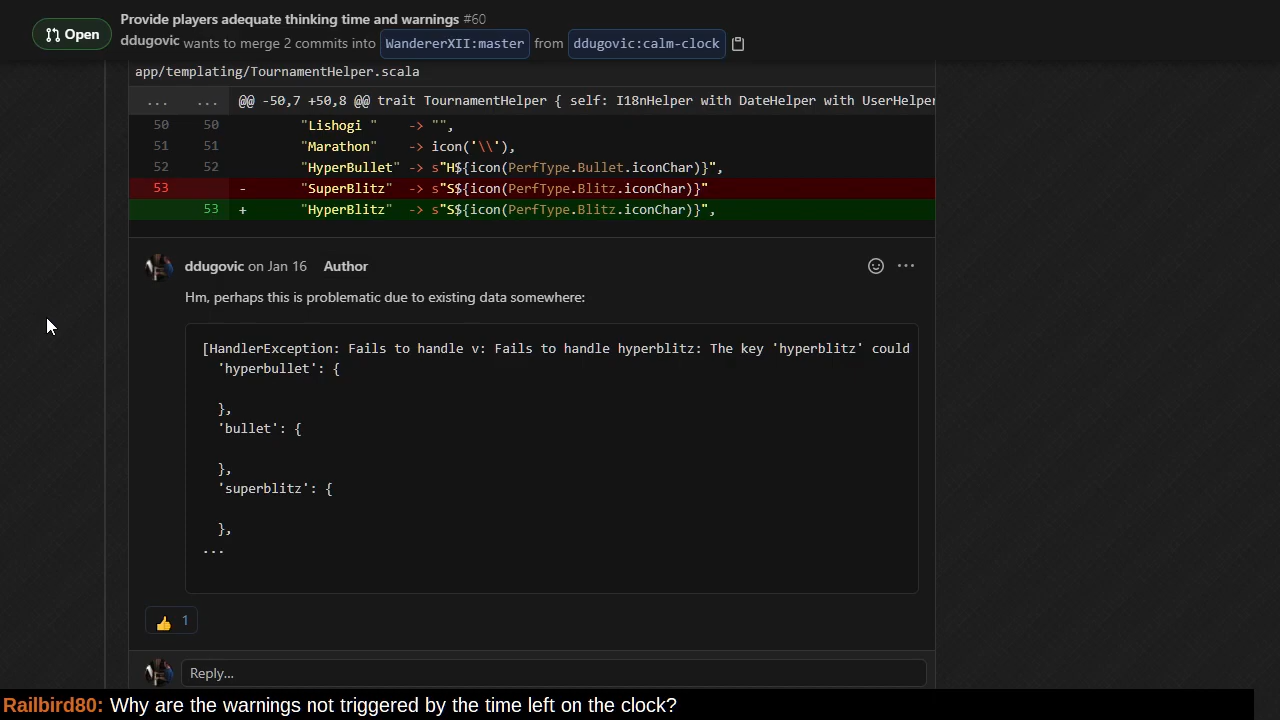 Open
Provide players adequate thinking time and warnings #60
ddugovic wants to merge 2 commits into WandererXII:master from ddugovic:calm-clock
app/templating/TournamentHelper.scala
... ... @@ -50,7 +50,8 @@ trait TournamentHelper { self: I18nHelper with DateHelper with UserHelper
50 50 "Lishogi " -> "",
51 51 "Marathon" -> icon('\\'),
52 52 "HyperBullet" -> s"H${icon(PerfType.Bullet.iconChar)}",
53 - "SuperBlitz" -> s"S${icon(PerfType.Blitz.iconChar)}"
53 + "HyperBlitz" -> s"S${icon(PerfType.Blitz.iconChar)}",
ddugovic on Jan 16 Author
Hm, perhaps this is problematic due to existing data somewhere:
[HandlerException: Fails to handle v: Fails to handle hyperblitz: The key 'hyperblitz' could
'hyperbullet': {
},
'bullet': {
},
'superblitz': {
},
...
👍 1
Reply...
Railbird80: Why are the warnings not triggered by the time left on the clock?